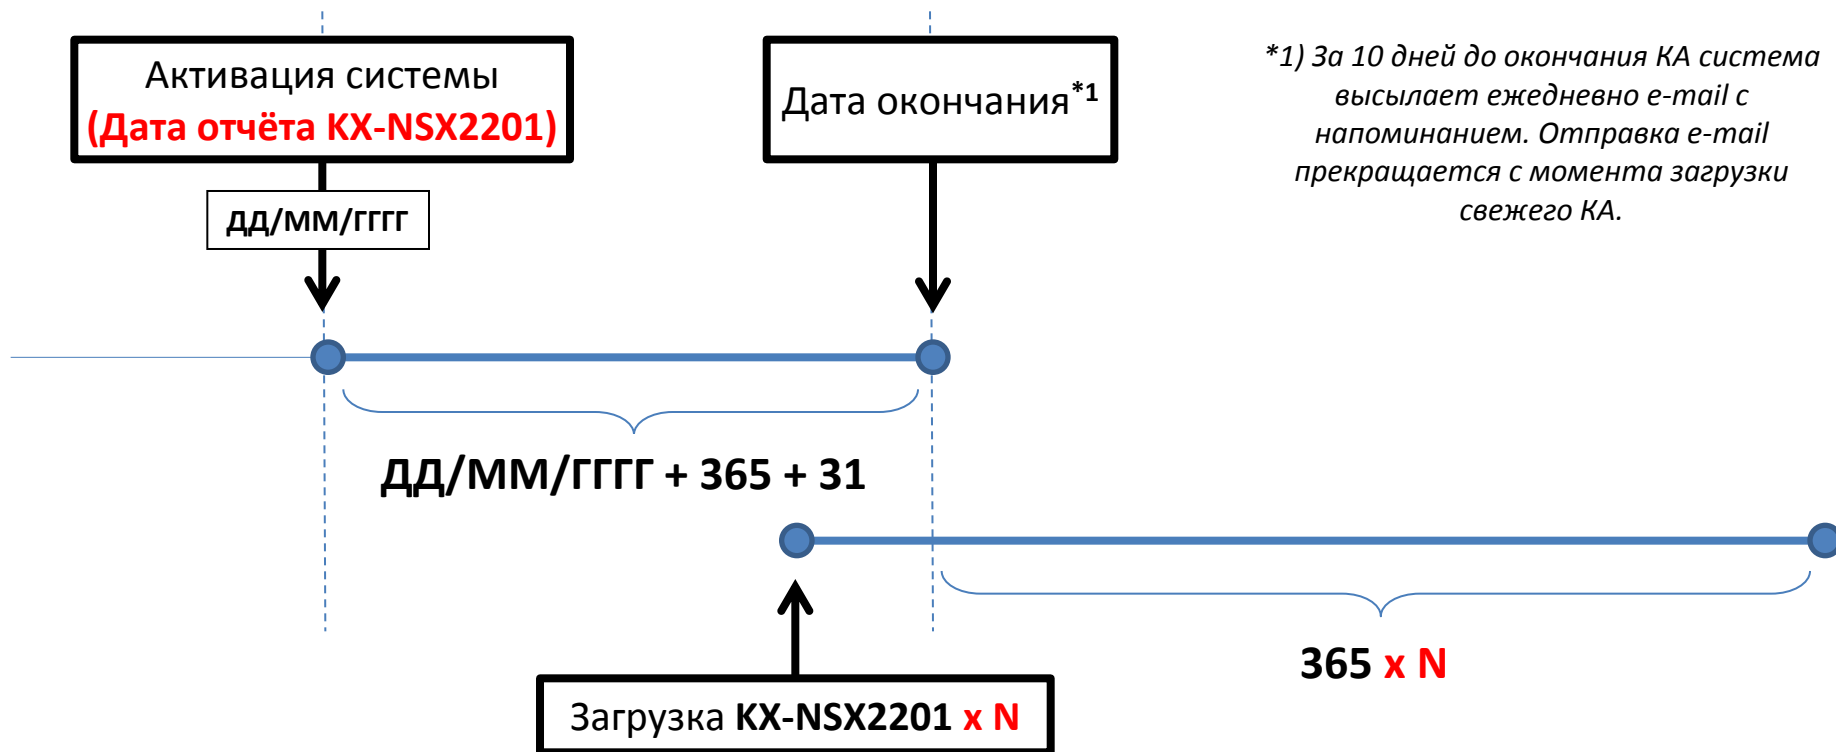 Активация системы
(Дата отчёта KX-NSX2201)
ДД/ММ/ГГГГ
Дата окончания*1
*1) За 10 дней до окончания КА система
высылает ежедневно e-mail с
напоминанием. Отправка e-mail
прекращается с момента загрузки
свежего КА.
ДД/ММ/ГГГГ + 365 + 31
365 x N
Загрузка KX-NSX2201 x N